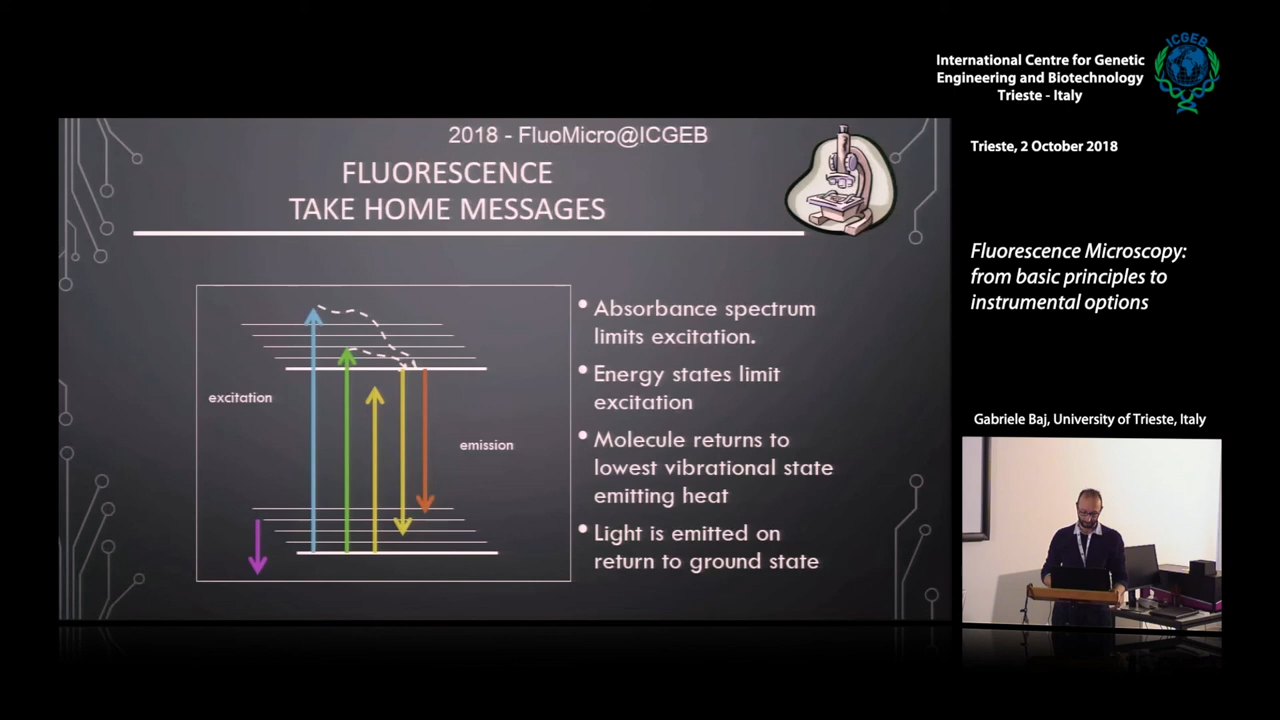 2018 - FluoMicro@ICGEB
FLUORESCENCE
TAKE HOME MESSAGES
excitation
emission
• Absorbance spectrum
limits excitation.
• Energy states limit
excitation
• Molecule returns to
lowest vibrational state
emitting heat
• Light is emitted on
return to ground state
International Centre for Genetic
Engineering and Biotechnology
Trieste - Italy
ICGEB
Trieste, 2 October 2018
Fluorescence Microscopy:
from basic principles to
instrumental options
Gabriele Baj, University of Trieste, Italy